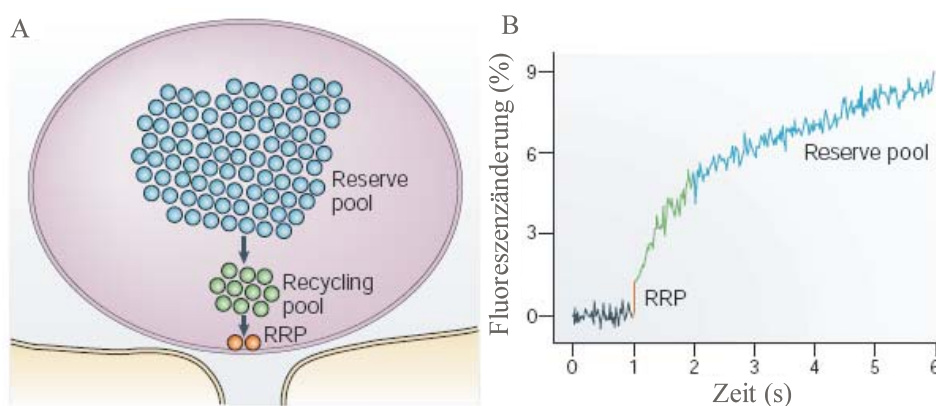 A
Reserve
pool
Recycling
pool
RRP
B
Fluoreszenzänderung (%)
9
6
3
0
Reserve pool
RRP
0 1 2 3 4 5 6
Zeit (s)